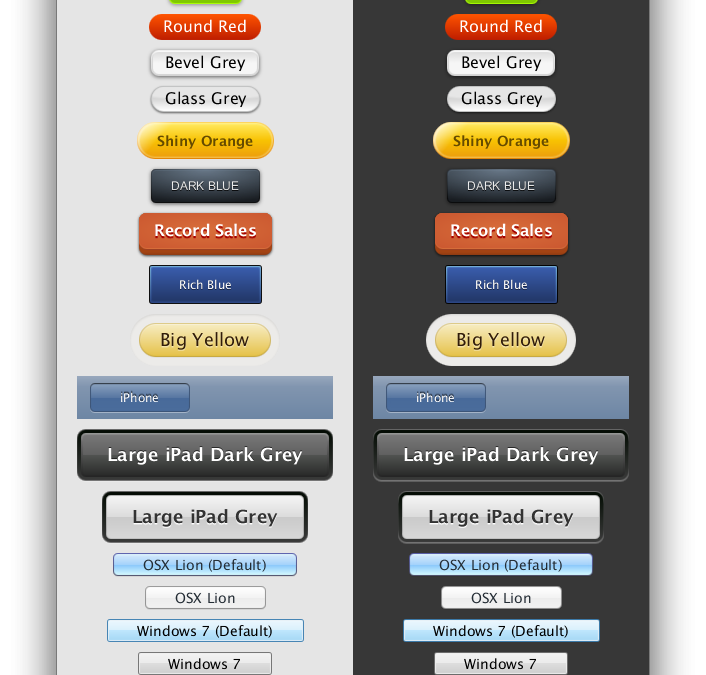 Round Red Round Red
Bevel Grey Bevel Grey
Glass Grey Glass Grey
Shiny Orange Shiny Orange
DARK BLUE DARK BLUE
Record Sales Record Sales
Rich Blue Rich Blue
Big Yellow Big Yellow
iPhone iPhone
Large iPad Dark Grey Large iPad Dark Grey
Large iPad Grey Large iPad Grey
OSX Lion (Default) OSX Lion (Default)
OSX Lion OSX Lion
Windows 7 (Default) Windows 7 (Default)
Windows 7 Windows 7